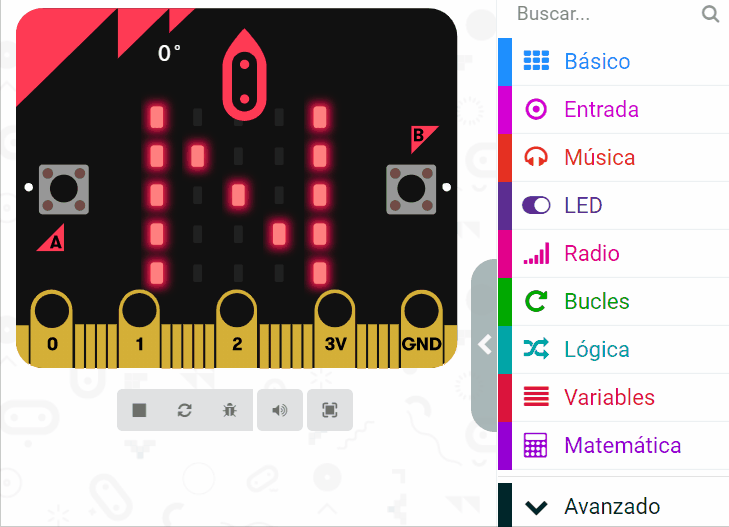 Buscar...
0°
B
A
0 1 2 3V GND
Básico
Entrada
Música
LED
Radio
Bucles
Lógica
Variables
Matemática
Avanzado